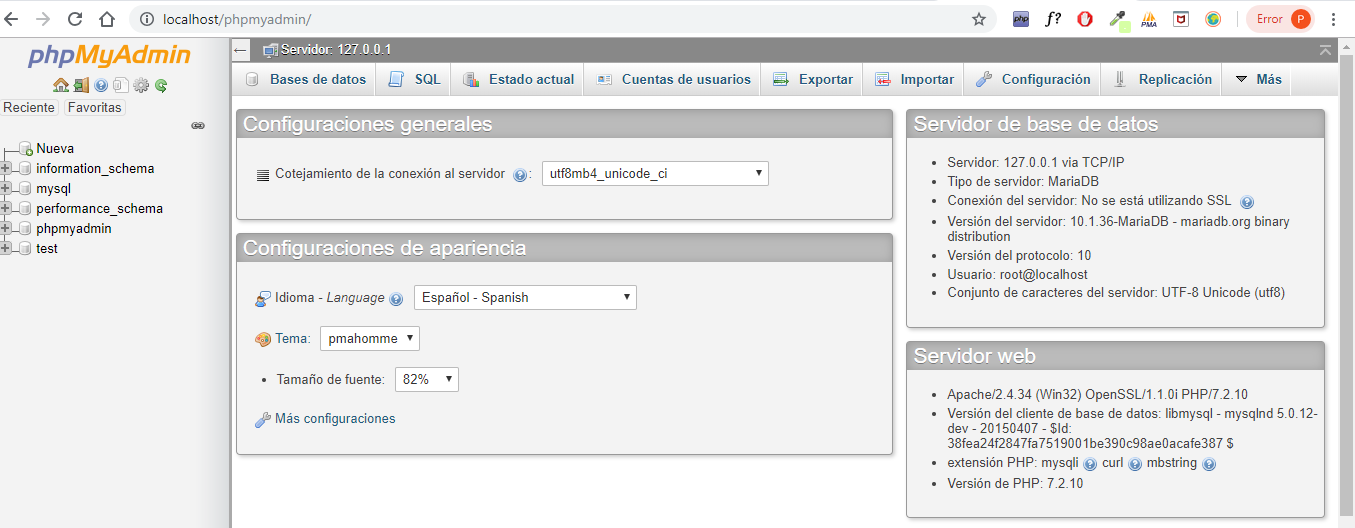 localhost/phpmyadmin/
php
f?
PMA
Error P
phpMyAdmin
Reciente Favoritas
Nueva
information_schema
mysql
performance_schema
phpmyadmin
test
Servidor: 127.0.0.1
Bases de datos SQL Estado actual Cuentas de usuarios Exportar Importar Configuración Replicación Más
Configuraciones generales
Cotejamiento de la conexión al servidor : utf8mb4_unicode_ci
Configuraciones de apariencia
Idioma - Language Español - Spanish
Tema: pmahomme
• Tamaño de fuente: 82%
Más configuraciones
Servidor de base de datos
• Servidor: 127.0.0.1 via TCP/IP
• Tipo de servidor: MariaDB
• Conexión del servidor: No se está utilizando SSL
• Versión del servidor: 10.1.36-MariaDB - mariadb.org binary
distribution
• Versión del protocolo: 10
• Usuario: root@localhost
• Conjunto de caracteres del servidor: UTF-8 Unicode (utf8)
Servidor web
• Apache/2.4.34 (Win32) OpenSSL/1.1.0i PHP/7.2.10
• Versión del cliente de base de datos: libmysql - mysqlnd 5.0.12-
dev - 20150407 - $Id:
38fea24f2847fa7519001be390c98ae0acafe387 $
• extensión PHP: mysqli curl mbstring
• Versión de PHP: 7.2.10